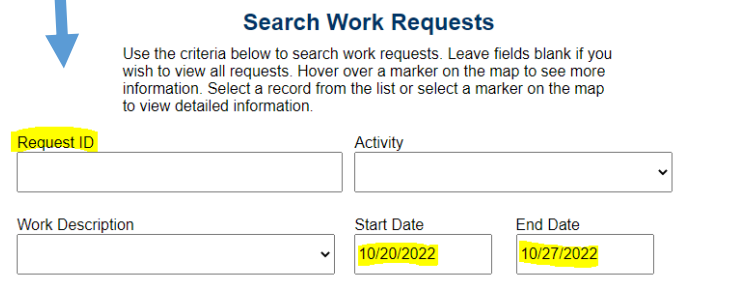 Search Work Requests
Use the criteria below to search work requests. Leave fields blank if you
wish to view all requests. Hover over a marker on the map to see more
information. Select a record from the list or select a marker on the map
to view detailed information.
Request ID
Activity
Work Description
Start Date
End Date
10/20/2022
10/27/2022